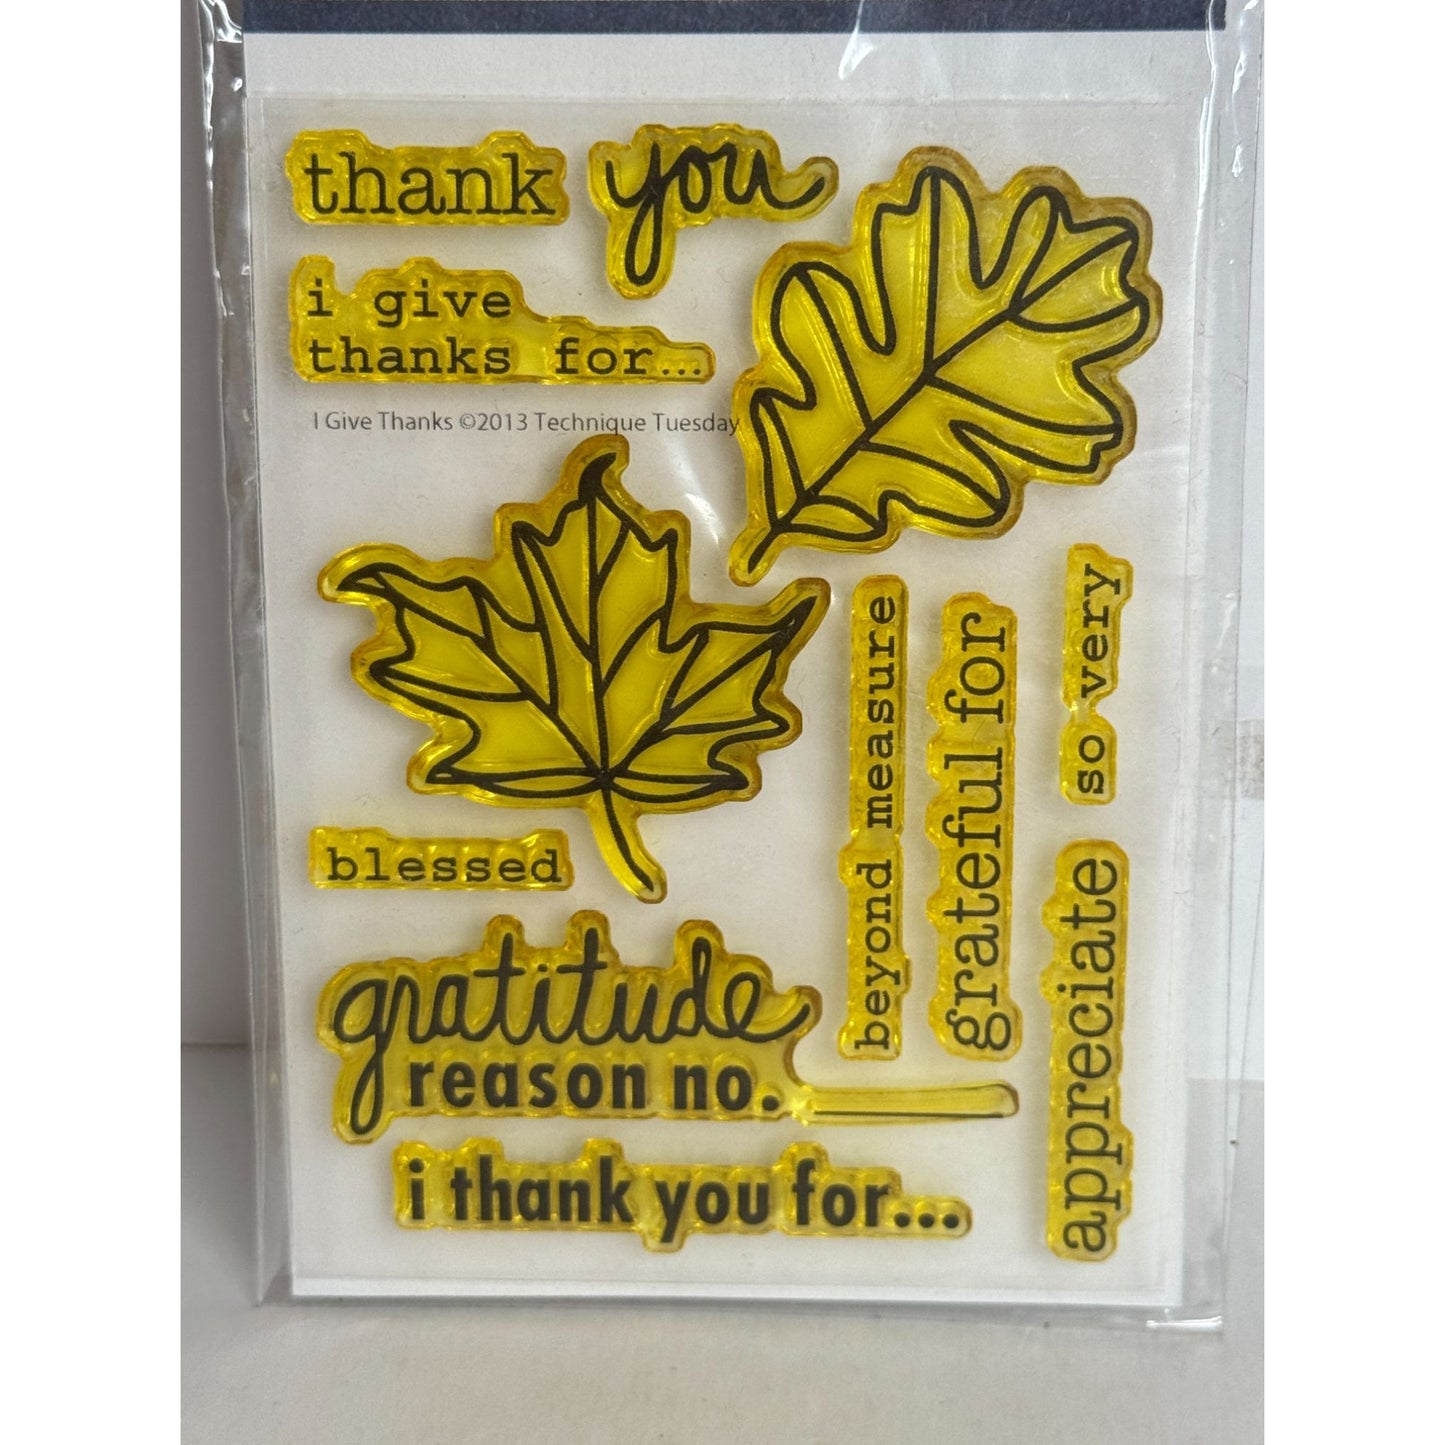 thank you
i give
thanks for...
I Give Thanks ©2013 Technique Tuesday
beyond measure
grateful for
so very
appreciate
blessed
gratitude
reason no.
i thank you for...